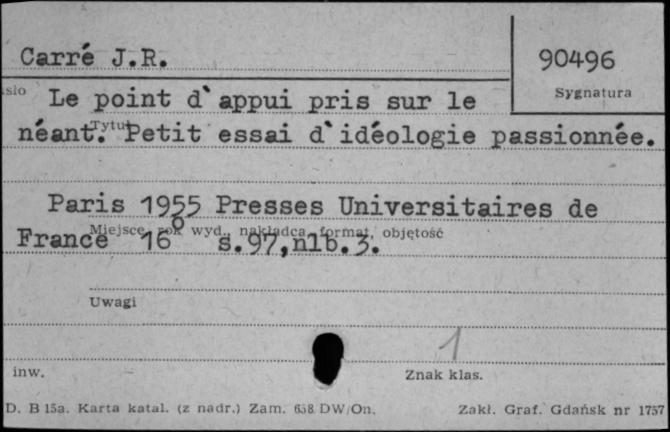 Carré J.R.
90496
Sygnatura
Le point d`appui pris sur le
néant. Petit essai d`idéologie passionnée.
Tytuł
Paris 1955 Presses Universitaires de
Miejsce, rok wyd., nakładca, format, objętość
France 16° s.97,nlb.3.
Uwagi
1
inw.
Znak klas.
D. B 15a. Karta katal. (z nadr.) Zam. 658 DW/On.
Zakł. Graf. Gdańsk nr 1757